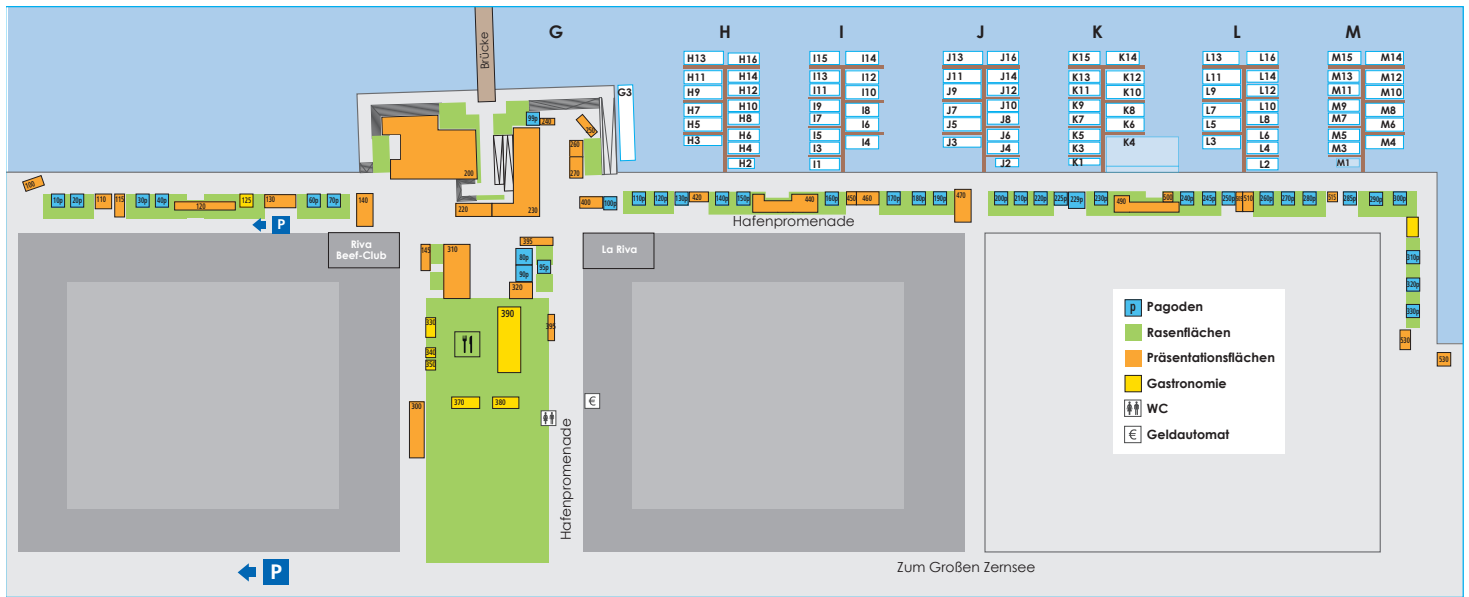 G
H
I
J
K
L
M
Brücke
G3
H13 H16
H11 H14
H9 H12
H7 H10
H5 H8
H3 H6
H4
H2
I15 I14
I13 I12
I11 I10
I9 I8
I7 I6
I5 I4
I3
I1
J13 J16
J11 J14
J9 J12
J7 J10
J5 J8
J3 J6
J4
J2
K15 K14
K13 K12
K11 K10
K9 K8
K7 K6
K5 K4
K3
K1
L13 L16
L11 L14
L9 L12
L7 L10
L5 L8
L3 L6
L4
L2
M15 M14
M13 M12
M11 M10
M9 M8
M7 M6
M5 M4
M3
M1
99p 240
250
260
270
200
220 230
100
10p 20p 110 115 30p 40p 120 125 130 60p 70p 140
400 100p 110p 120p 130p 420 140p 150p 440 160p 450 460 170p 180p 190p 470
200p 210p 220p 225p 229p 230p 490 500 240p 245p 250p 510 260p 270p 280p 515 285p 290p 300p
P
Hafenpromenade
Riva
Beef-Club
145 310
395
80p
90p
95p
320
La Riva
310p
320p
330p
530
530
330
340
350
390
395
370 380
300
€
Hafenpromenade
p Pagoden
Rasenflächen
Präsentationsflächen
Gastronomie
WC
€ Geldautomat
P
Zum Großen Zernsee